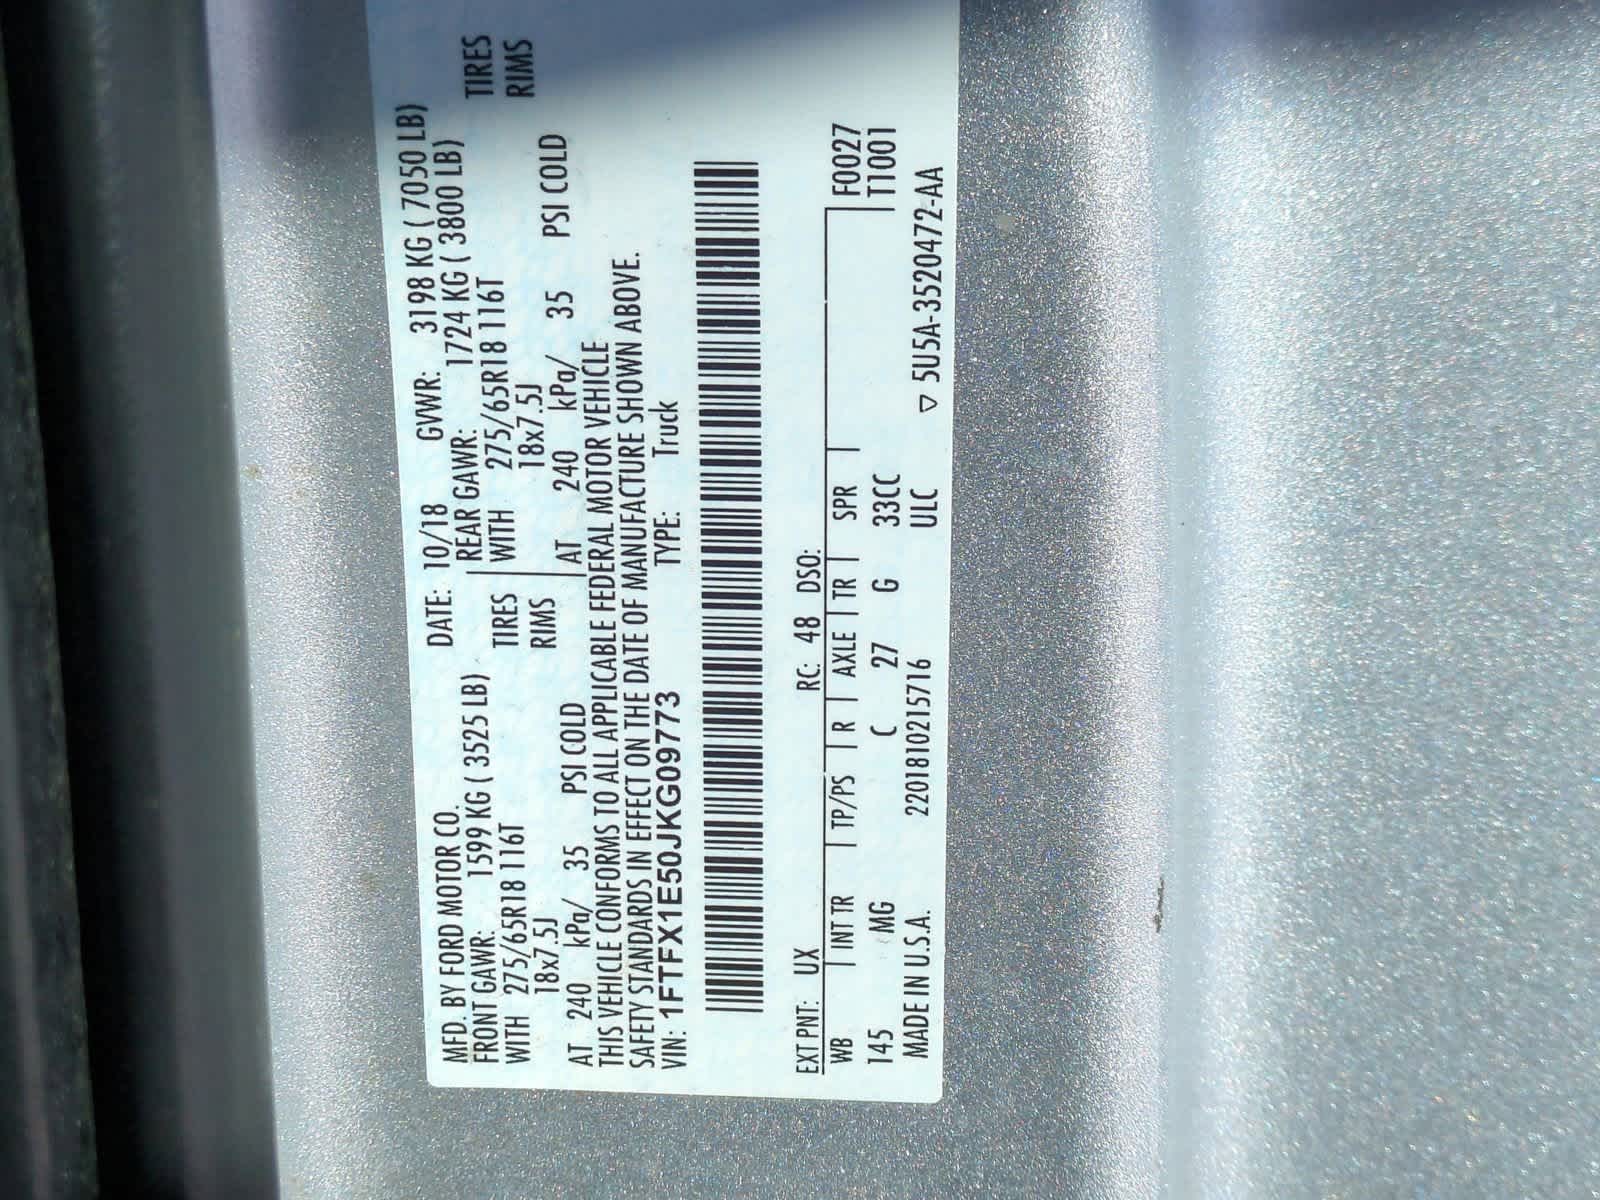 MFD. BY FORD MOTOR CO. DATE: 10/18 GVWR: 3198 KG ( 7050 LB)
FRONT GAWR: 1599 KG ( 3525 LB) REAR GAWR: 1724 KG ( 3800 LB)
WITH 275/65R18 116T TIRES WITH 275/65R18 116T TIRES
18x7.5J RIMS 18x7.5J RIMS
AT 240 kPa/ 35 PSI COLD AT 240 kPa/ 35 PSI COLD
THIS VEHICLE CONFORMS TO ALL APPLICABLE FEDERAL MOTOR VEHICLE
SAFETY STANDARDS IN EFFECT ON THE DATE OF MANUFACTURE SHOWN ABOVE.
VIN: 1FTFX1E50JKG09773 TYPE: Truck
EXT PNT: UX RC: 48 DSO:
WB INT TR TP/PS R AXLE TR SPR F0027
145 MG C 27 G 33CC T1001
MADE IN U.S.A. 220181021 5716 ULC
▽ 5U5A-3520472-AA